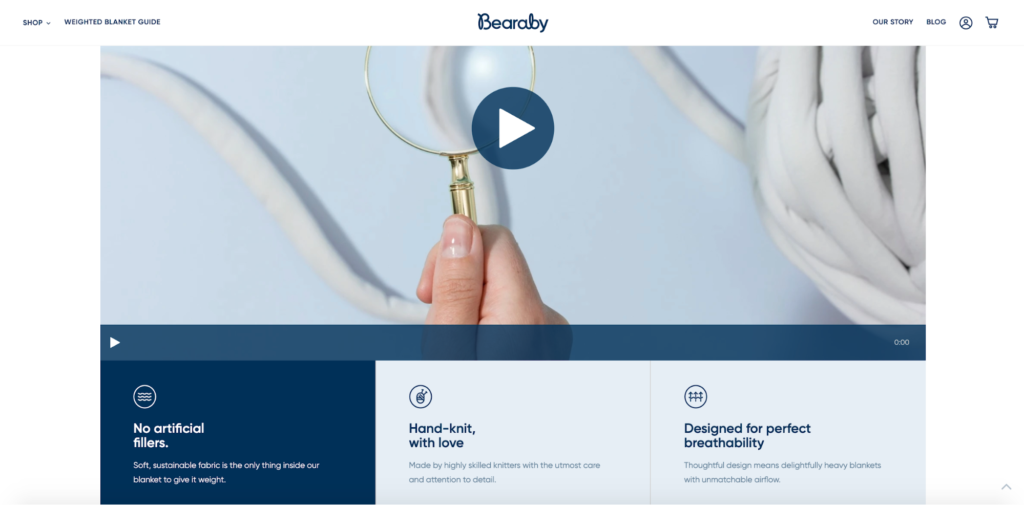 SHOP
WEIGHTED BLANKET GUIDE
Bearaby
OUR STORY
BLOG
0:00
No artificial
fillers.
Soft, sustainable fabric is the only thing inside our
blanket to give it weight.
Hand-knit,
with love
Made by highly skilled knitters with the utmost care
and attention to detail.
Designed for perfect
breathability
Thoughtful design means delightfully heavy blankets
with unmatchable airflow.